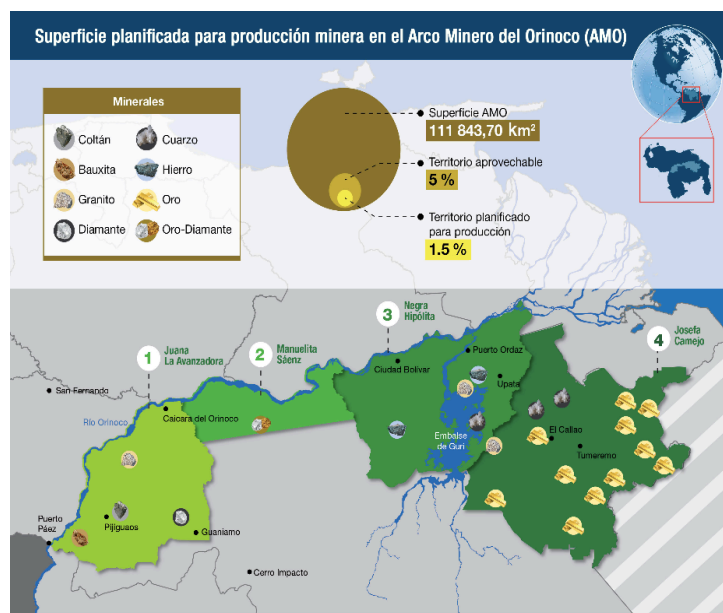 Superficie planificada para producción minera en el Arco Minero del Orinoco (AMO)
Minerales
Coltán
Cuarzo
Bauxita
Hierro
Granito
Oro
Diamante
Oro-Diamante
Superficie AMO
111 843,70 km²
Territorio aprovechable
5 %
Territorio planificado
para producción
1.5 %
1
Juana
La Avanzadora
2
Manuelita
Sáenz
3
Negra
Hipólita
4
Josefa
Camejo
San Fernando
Río Orinoco
Caicara del Orinoco
Ciudad Bolívar
Puerto Ordaz
Upata
Embalse
de Guri
El Callao
Tumeremo
Puerto
Páez
Pijiguaos
Guaniamo
Cerro Impacto